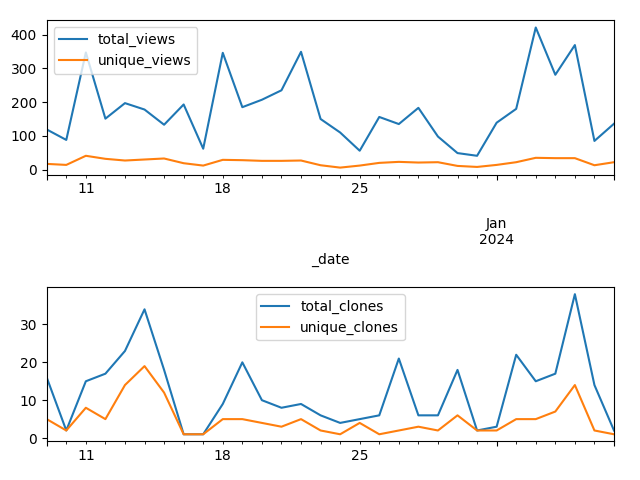 400
300
200
100
0
total_views
unique_views
11
18
25
Jan
2024
_date
30
20
10
0
total_clones
unique_clones
11
18
25